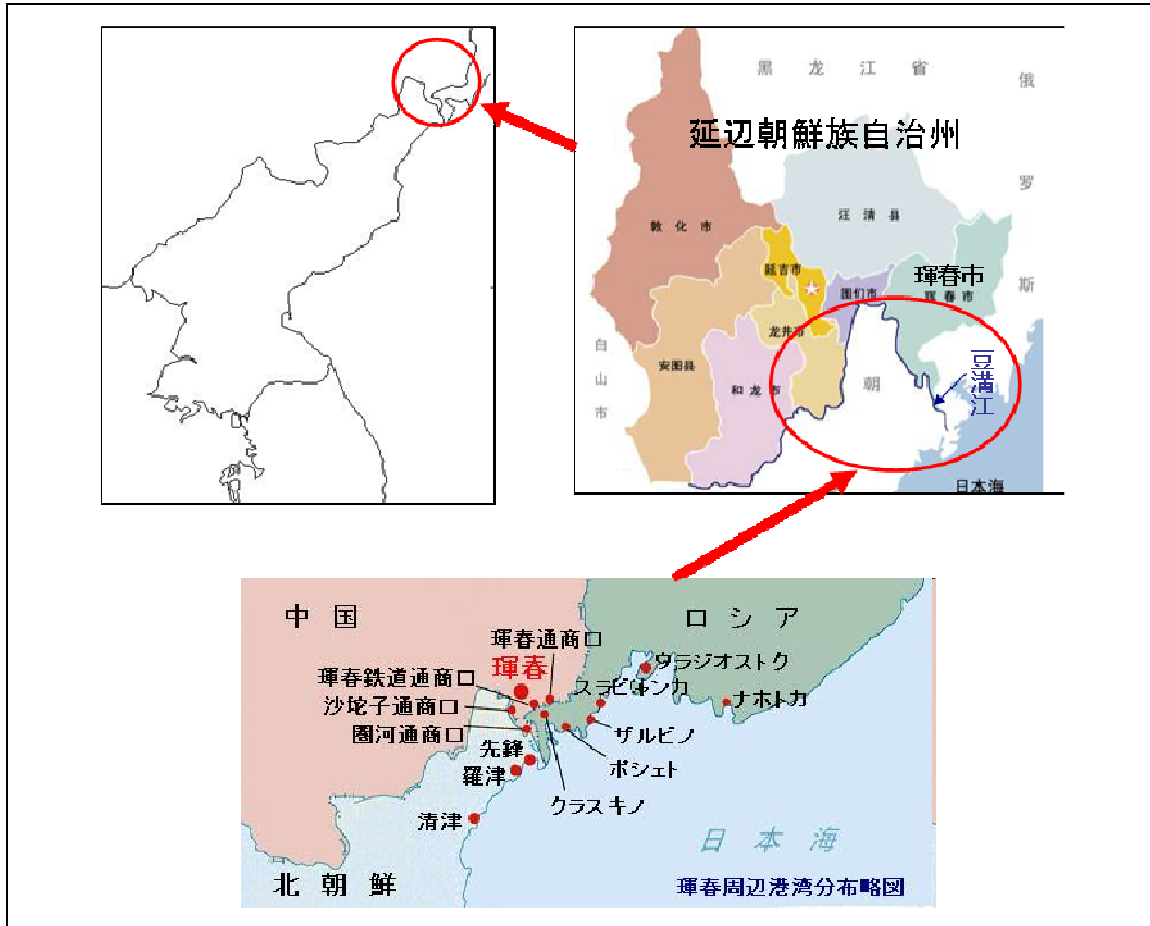 黑 龙 江 省
俄
罗
斯
延辺朝鮮族自治州
汪 清 县
敦 化 市
延吉市
图们市
珲春市
琿 春 市
龙井市
安图县
和 龙 市
白
山
市
朝
豆満江
日本海
中 国
ロ シ ア
琿春通商口
琿春
琿春鉄道通商口
沙坨子通商口
圏河通商口
ウラジオストク
スラビャンカ
ナホトカ
ザルビノ
ポシェト
クラスキノ
先鋒
羅津
清津
日 本 海
北 朝 鮮
琿春周辺港湾分布略図